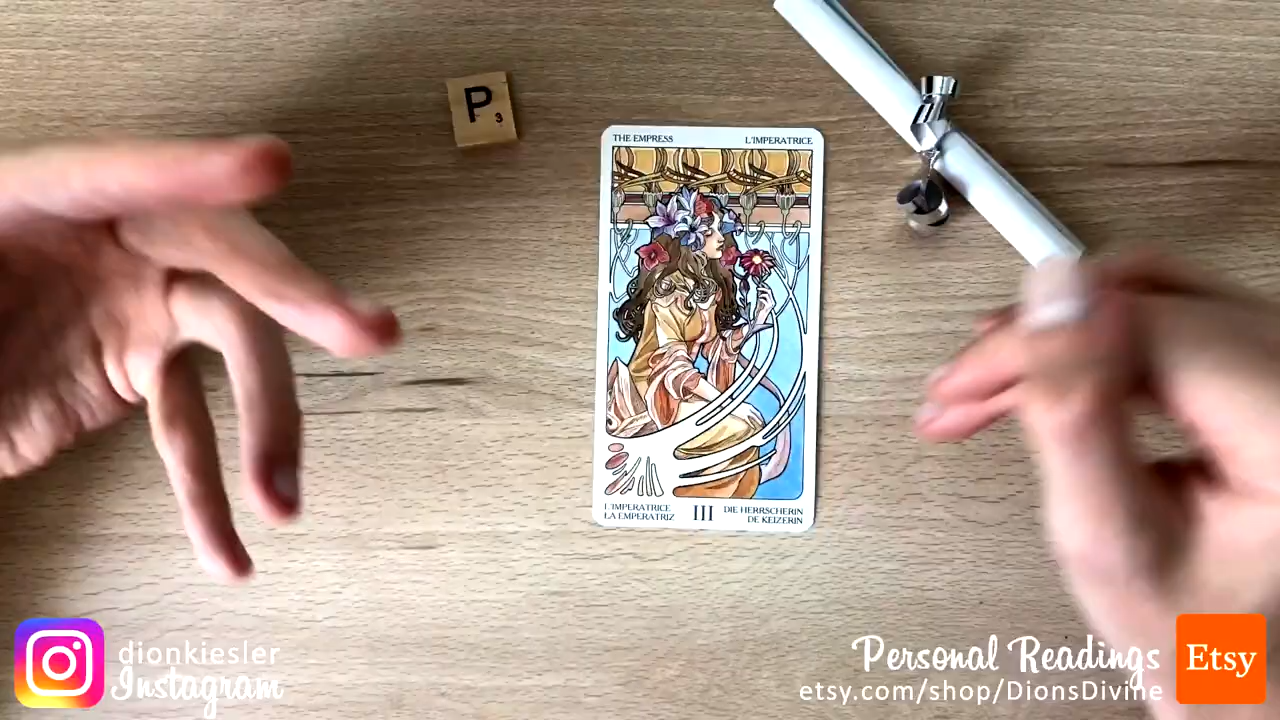 P
3
THE EMPRESS
L'IMPERATRICE
L'IMPERATRICE
LA EMPERATRIZ
III
DIE HERRSCHERIN
DE KEIZERIN
dionkiesler
Instagram
Personal Readings
etsy.com/shop/DionsDivine
Etsy